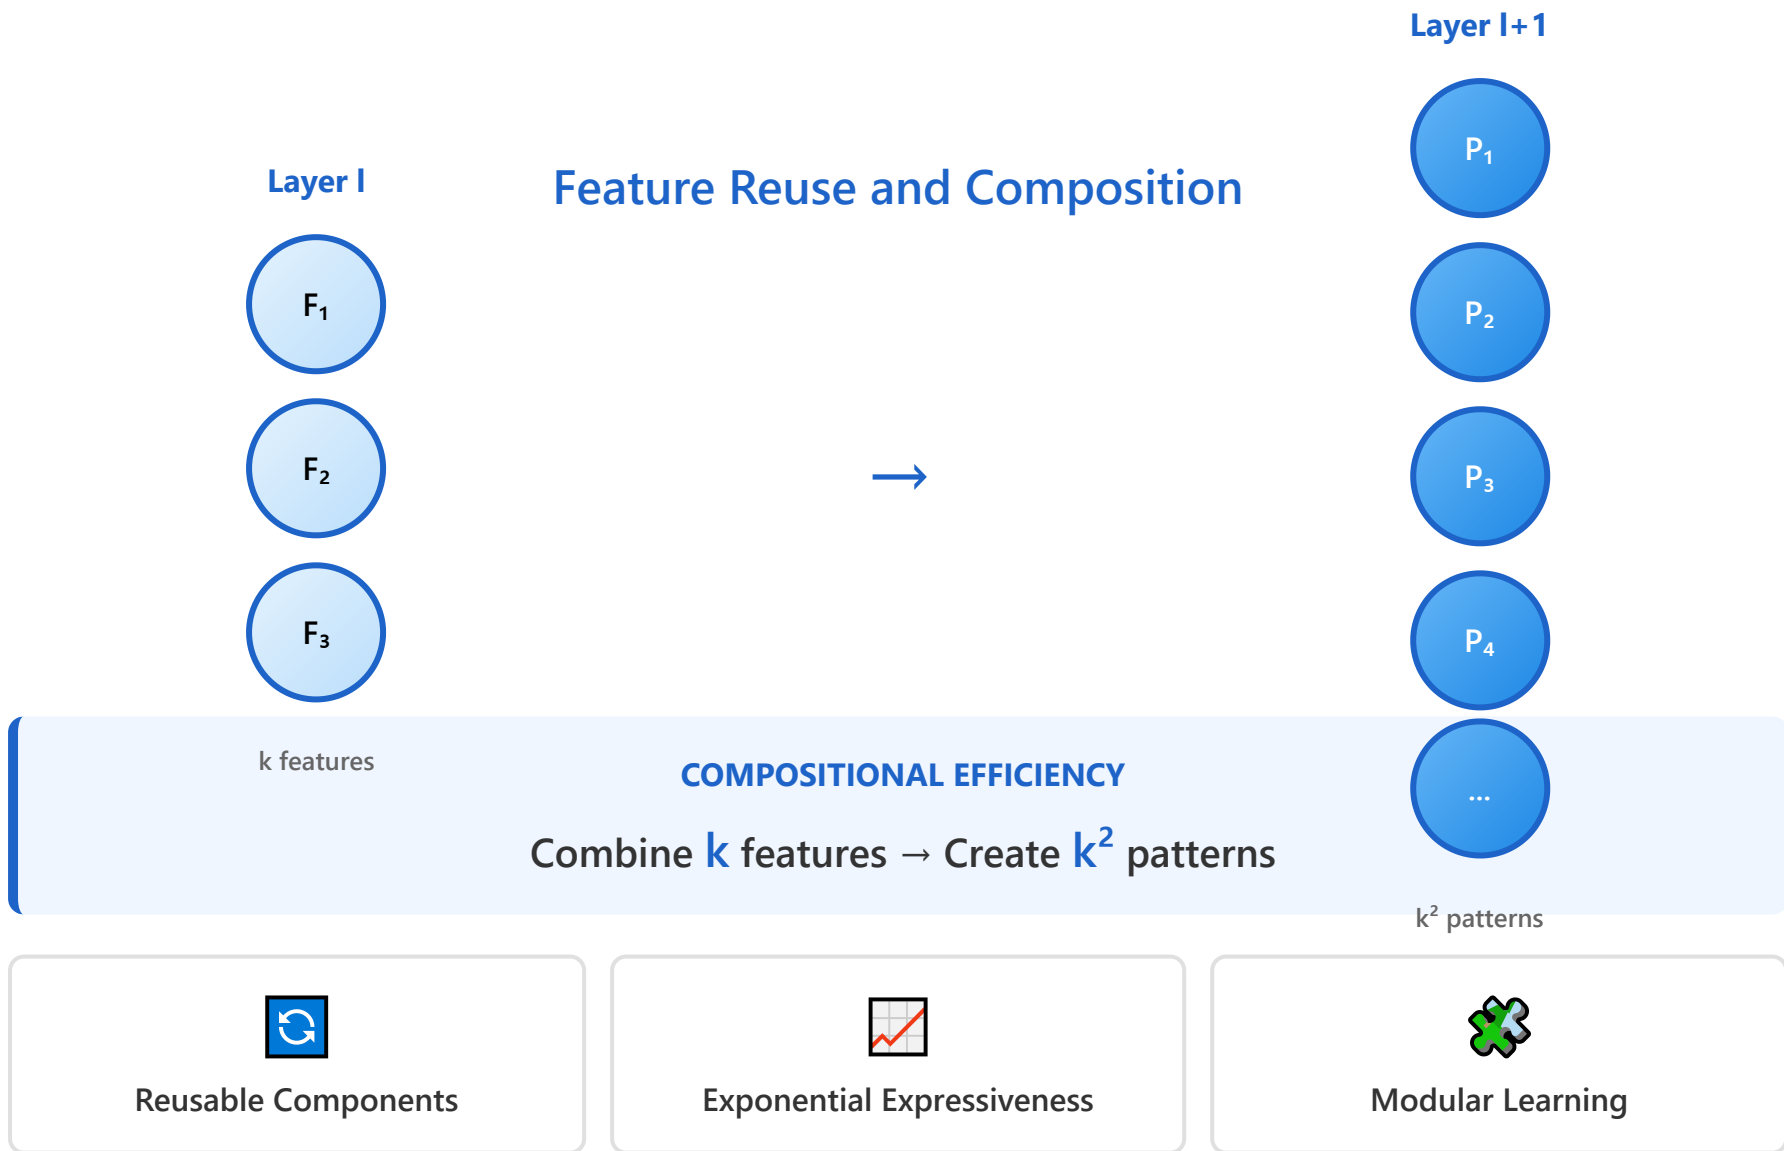 Feature Reuse and Composition
Layer l
F₁
F₂
F₃
k features
→
Layer l+1
P₁
P₂
P₃
P₄
...
k² patterns
COMPOSITIONAL EFFICIENCY
Combine k features → Create k² patterns
Reusable Components
Exponential Expressiveness
Modular Learning